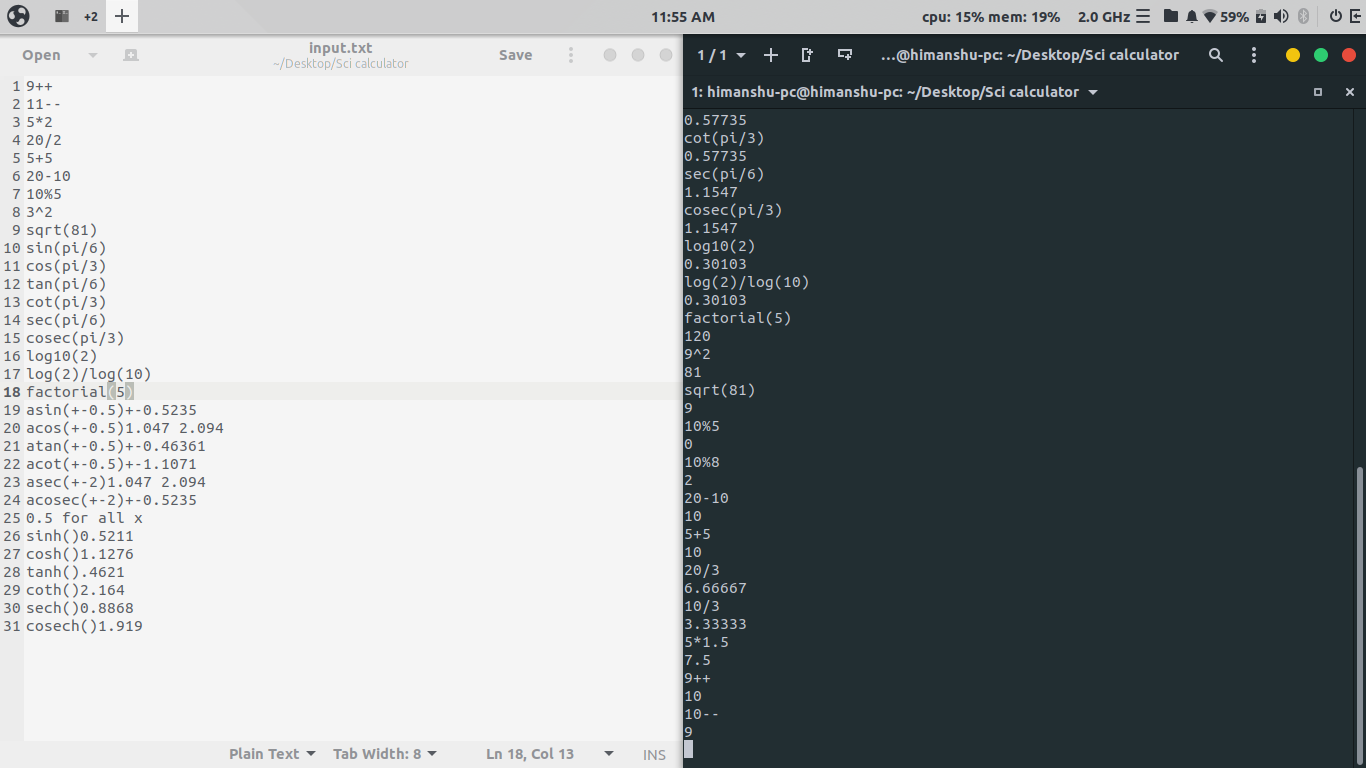 +2
11:55 AM
cpu: 15% mem: 19%
2.0 GHz
59%
Open
input.txt
~/Desktop/Sci calculator
Save
1 9++
2 11--
3 5*2
4 20/2
5 5+5
6 20-10
7 10%5
8 3^2
9 sqrt(81)
10 sin(pi/6)
11 cos(pi/3)
12 tan(pi/6)
13 cot(pi/3)
14 sec(pi/6)
15 cosec(pi/3)
16 log10(2)
17 log(2)/log(10)
18 factorial(5)
19 asin(+-0.5)+-0.5235
20 acos(+-0.5)1.047 2.094
21 atan(+-0.5)+-0.46361
22 acot(+-0.5)+-1.1071
23 asec(+-2)1.047 2.094
24 acosec(+-2)+-0.5235
25 0.5 for all x
26 sinh()0.5211
27 cosh()1.1276
28 tanh().4621
29 coth()2.164
30 sech()0.8868
31 cosech()1.919
Plain Text
Tab Width: 8
Ln 18, Col 13
INS
1 / 1
...@himanshu-pc: ~/Desktop/Sci calculator
1: himanshu-pc@himanshu-pc: ~/Desktop/Sci calculator
0.57735
cot(pi/3)
0.57735
sec(pi/6)
1.1547
cosec(pi/3)
1.1547
log10(2)
0.30103
log(2)/log(10)
0.30103
factorial(5)
120
9^2
81
sqrt(81)
9
10%5
0
10%8
2
20-10
10
5+5
10
20/3
6.66667
10/3
3.33333
5*1.5
7.5
9++
10
10--
9